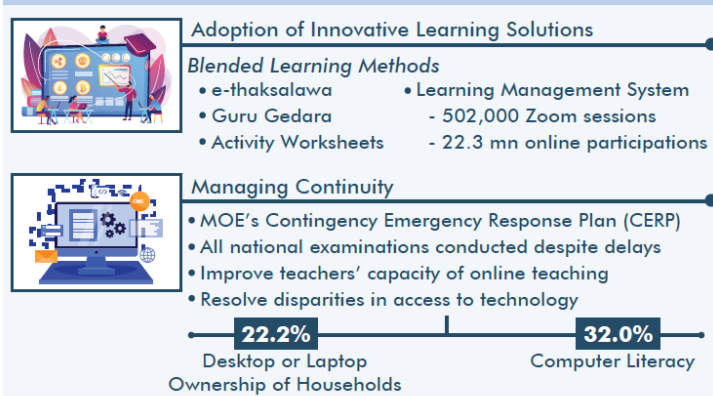 Adoption of Innovative Learning Solutions
Blended Learning Methods
• e-thaksalawa
• Guru Gedara
• Activity Worksheets
• Learning Management System
- 502,000 Zoom sessions
- 22.3 mn online participations
Managing Continuity
• MOE's Contingency Emergency Response Plan (CERP)
• All national examinations conducted despite delays
• Improve teachers' capacity of online teaching
• Resolve disparities in access to technology
22.2%
Desktop or Laptop
Ownership of Households
32.0%
Computer Literacy